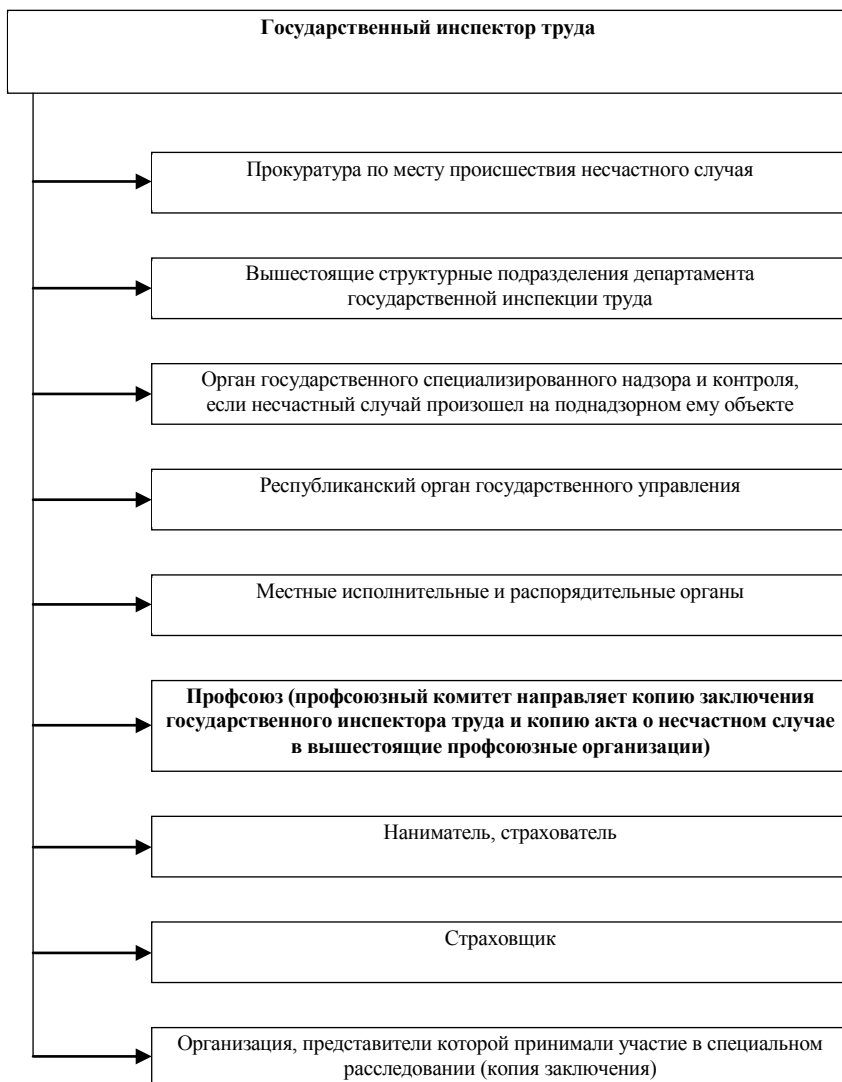 Государственный инспектор труда
Прокуратура по месту происшествия несчастного случая
Вышестоящие структурные подразделения департамента
государственной инспекции труда
Орган государственного специализированного надзора и контроля,
если несчастный случай произошел на поднадзорном ему объекте
Республиканский орган государственного управления
Местные исполнительные и распорядительные органы
Профсоюз (профсоюзный комитет направляет копию заключения
государственного инспектора труда и копию акта о несчастном случае
в вышестоящие профсоюзные организации)
Наниматель, страхователь
Страховщик
Организация, представители которой принимали участие в специальном
расследовании (копия заключения)